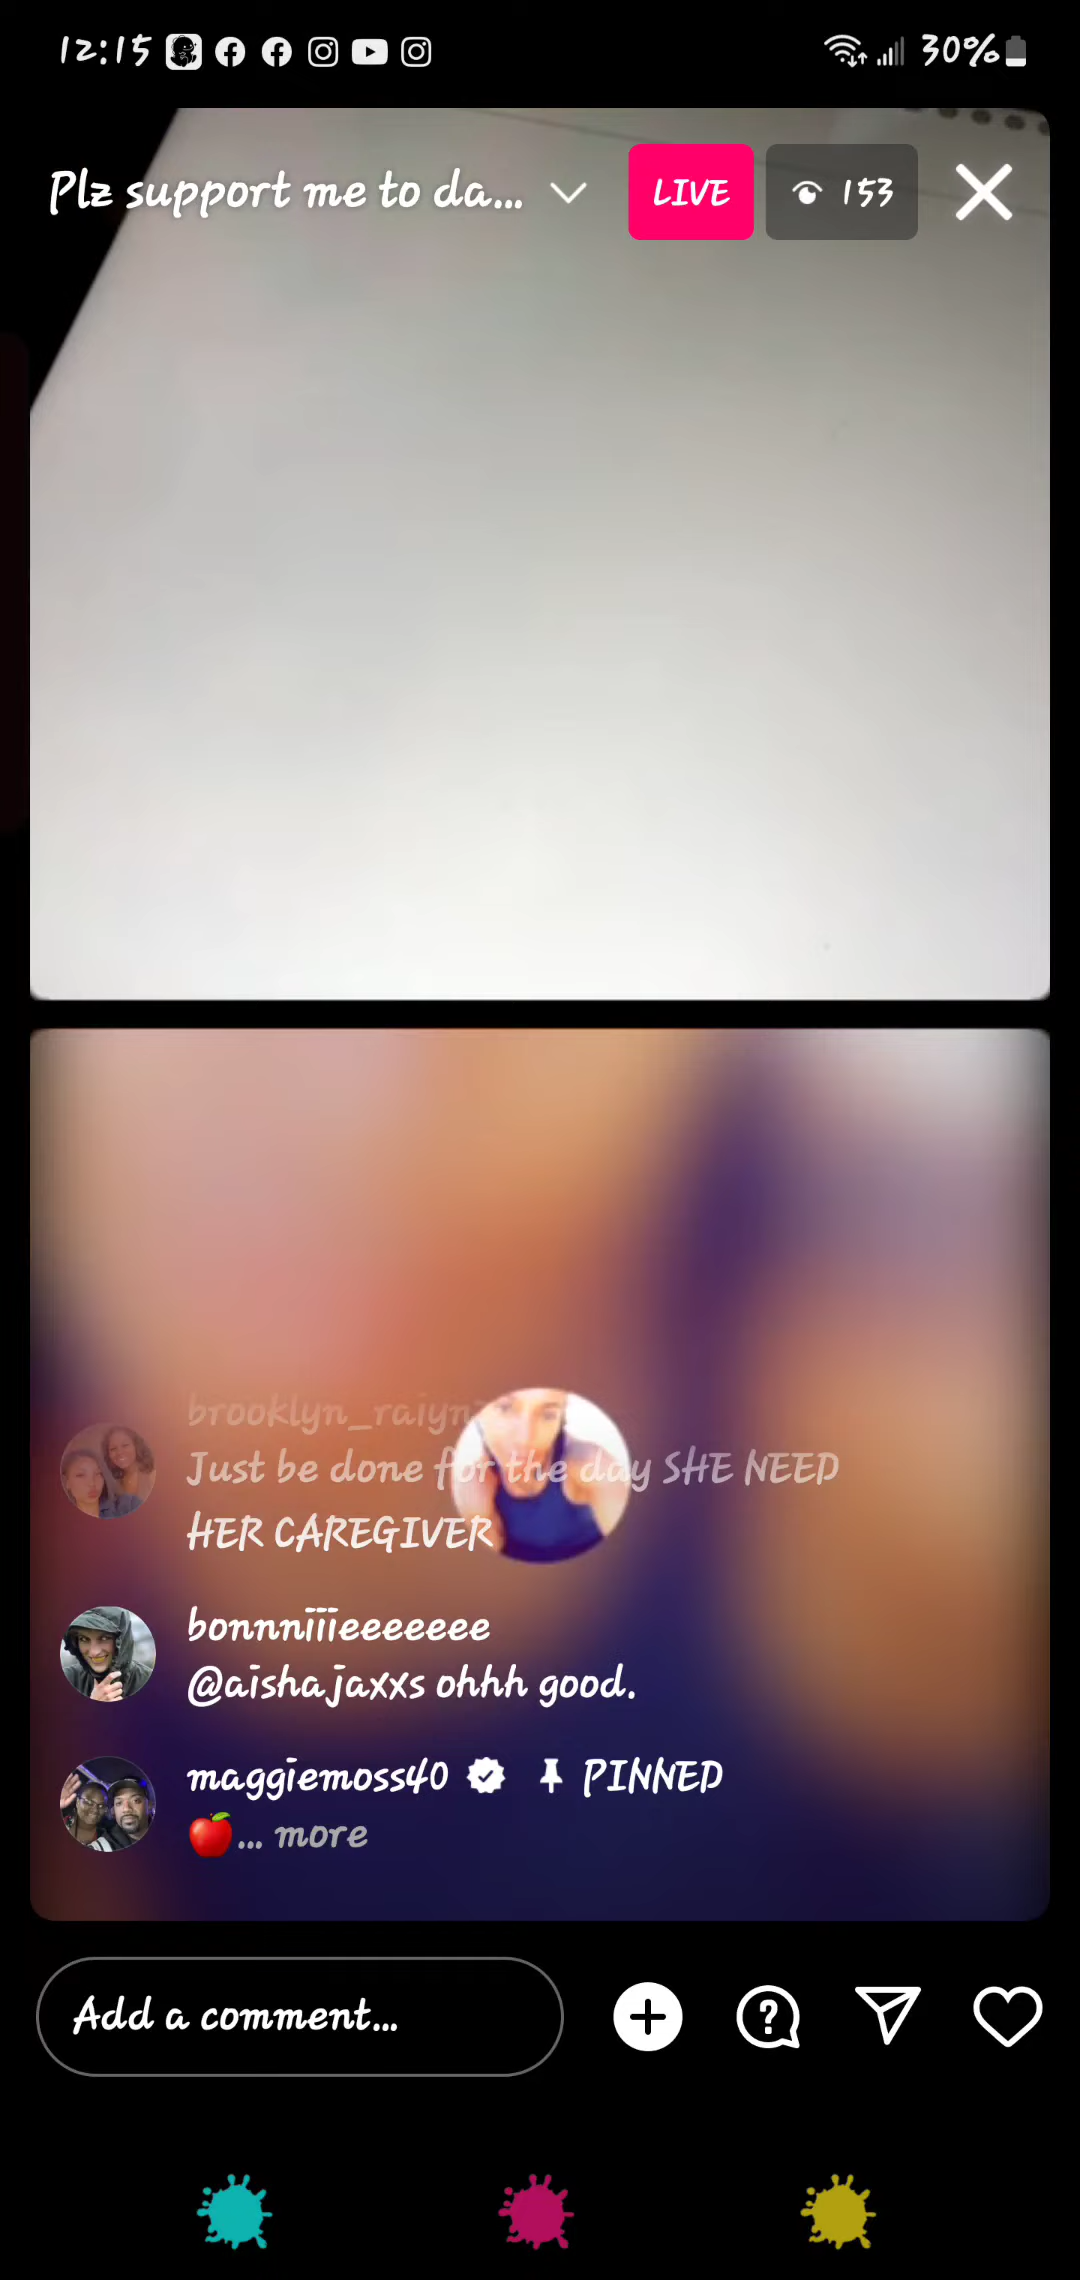 12:15 30%
Plz support me to da... LIVE 153
brooklyn_raiyn
Just be done for the day SHE NEED
HER CAREGIVER
bonnniiieeeeeee
@aishajaxxs ohhh good.
maggiemoss40 PINNED
... more
Add a comment...